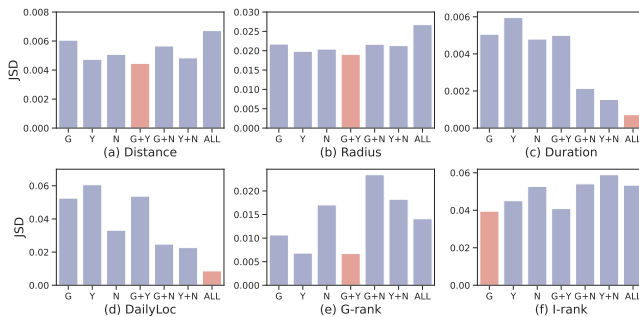 0.008
0.006
0.004
0.002
0.000
JSD
G Y N G+Y G+N Y+N ALL
(a) Distance
0.030
0.025
0.020
0.015
0.010
0.005
0.000
G Y N G+Y G+N Y+N ALL
(b) Radius
0.006
0.004
0.002
0.000
G Y N G+Y G+N Y+N ALL
(c) Duration
0.06
0.04
0.02
0.00
JSD
G Y N G+Y G+N Y+N ALL
(d) DailyLoc
0.020
0.015
0.010
0.005
0.000
G Y N G+Y G+N Y+N ALL
(e) G-rank
0.06
0.04
0.02
0.00
G Y N G+Y G+N Y+N ALL
(f) I-rank